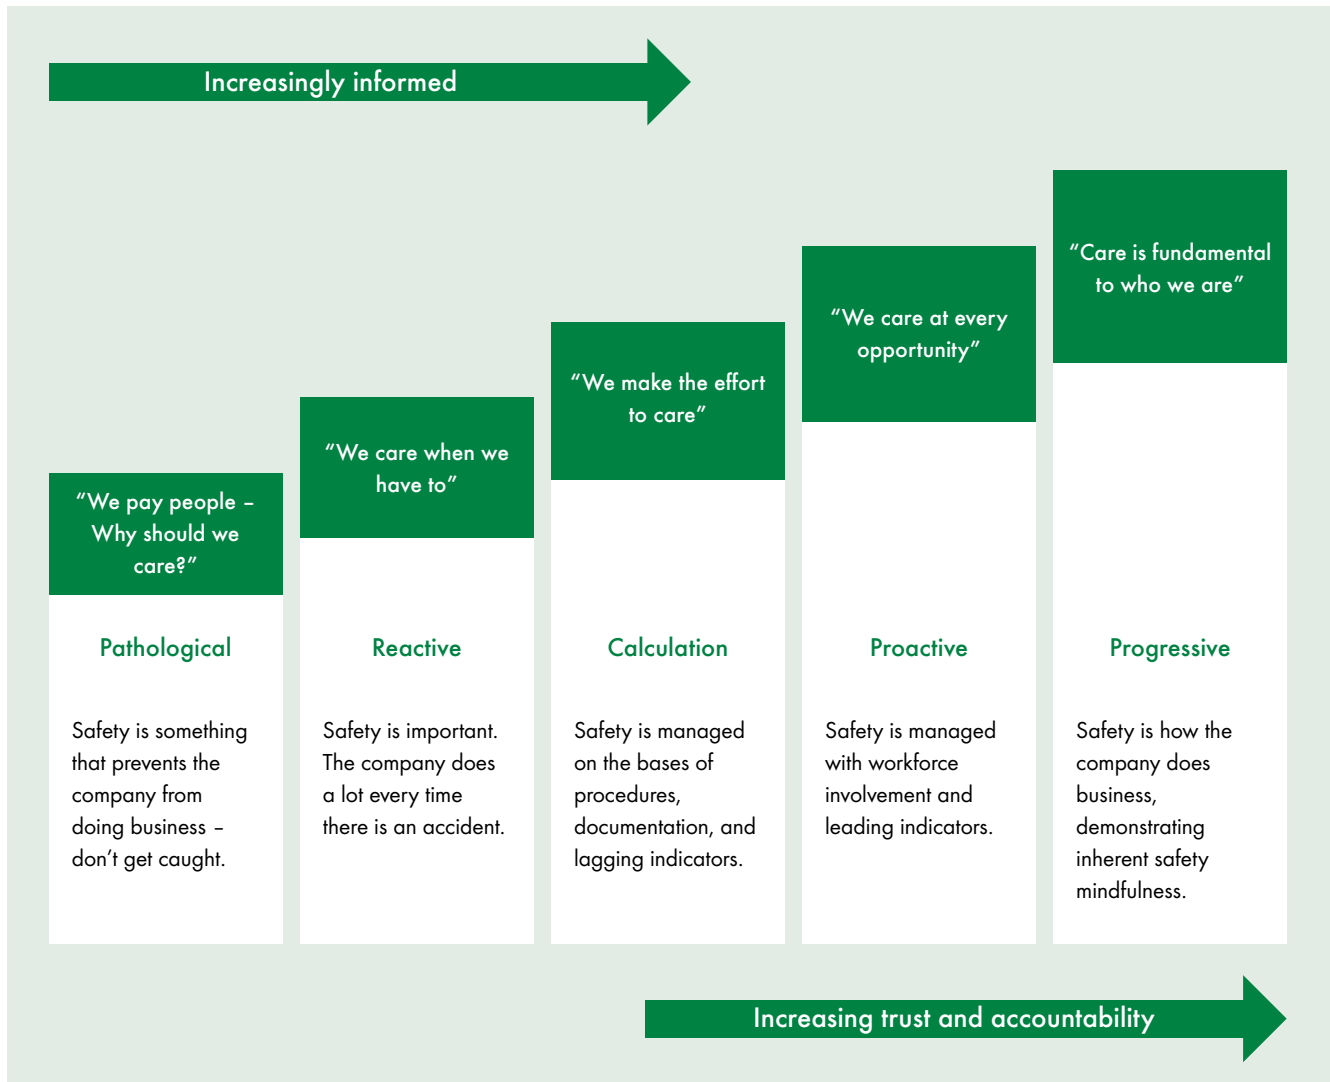 Increasingly informed
“We pay people –
Why should we
care?”
Pathological
Safety is something
that prevents the
company from
doing business –
don’t get caught.
“We care when we
have to”
Reactive
Safety is important.
The company does
a lot every time
there is an accident.
“We make the effort
to care”
Calculation
Safety is managed
on the bases of
procedures,
documentation, and
lagging indicators.
“We care at every
opportunity”
Proactive
Safety is managed
with workforce
involvement and
leading indicators.
“Care is fundamental
to who we are”
Progressive
Safety is how the
company does
business,
demonstrating
inherent safety
mindfulness.
Increasing trust and accountability